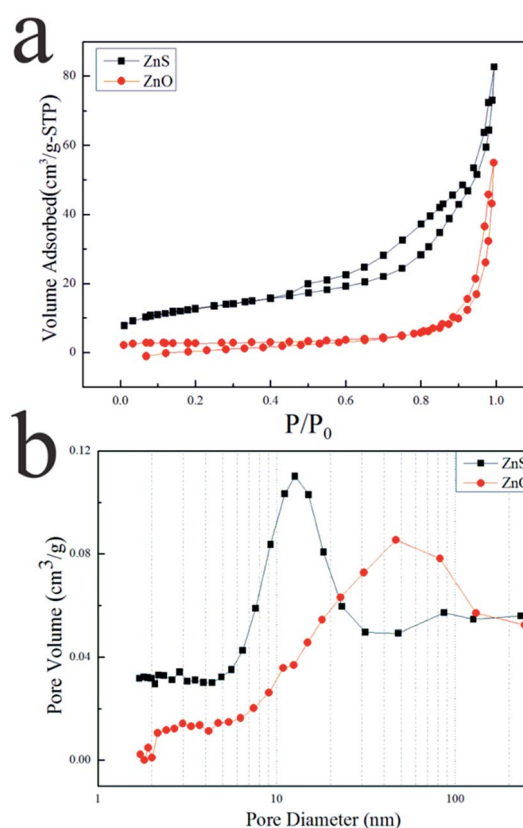 a
ZnS
ZnO
80
60
40
20
0
Volume Adsorbed(cm³/g-STP)
0.0 0.2 0.4 0.6 0.8 1.0
P/P₀
b
ZnS
ZnO
0.12
0.08
0.04
0.00
Pore Volume (cm³/g)
1 10 100
Pore Diameter (nm)